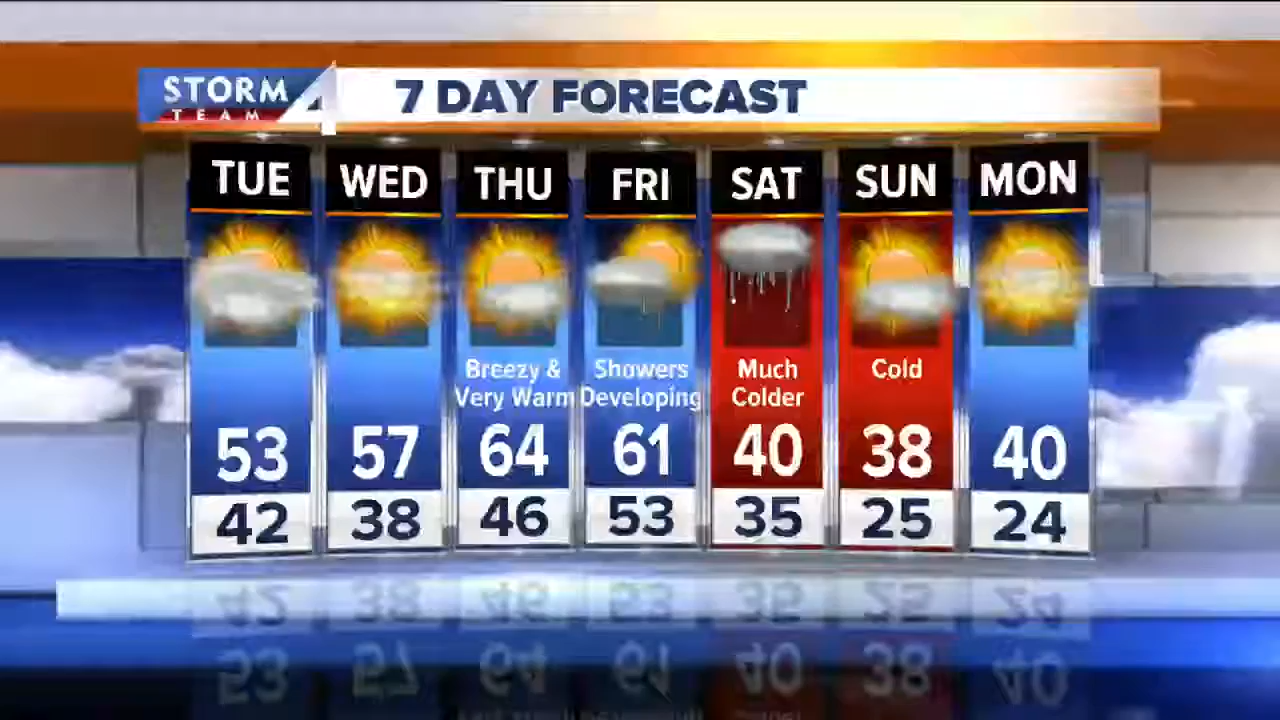 STORM
TEAM 4
7 DAY FORECAST
TUE WED THU FRI SAT SUN MON
Breezy & Showers Much Cold
Very Warm Developing Colder
53 57 64 61 40 38 40
42 38 46 53 35 25 24